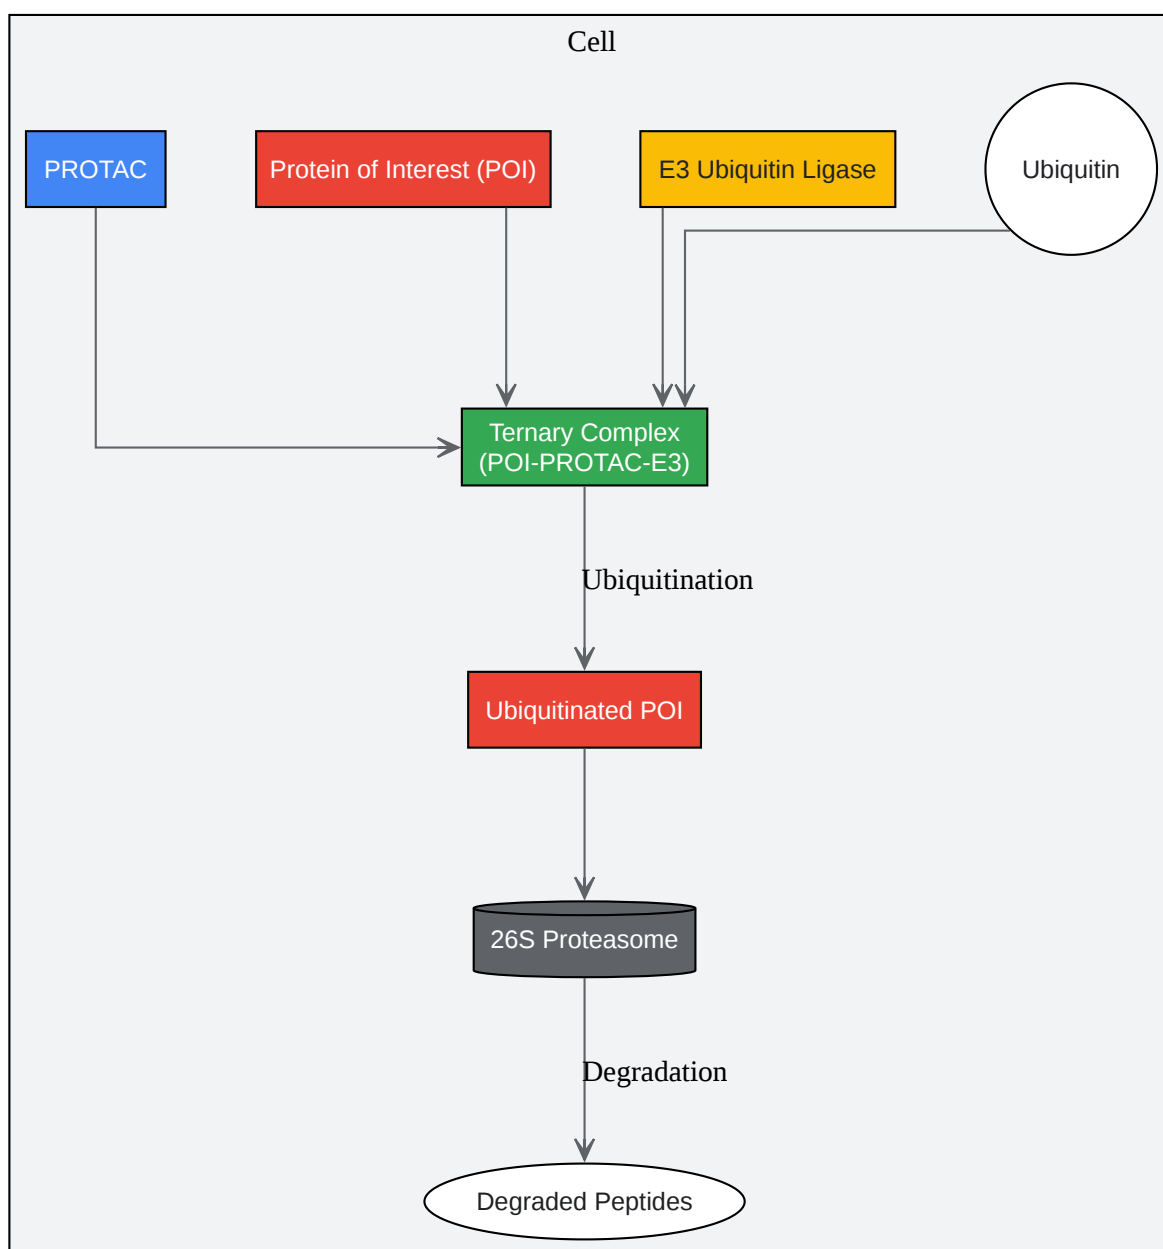 Cell
PROTAC
Protein of Interest (POI)
E3 Ubiquitin Ligase
Ubiquitin
Ternary Complex
(POI-PROTAC-E3)
Ubiquitination
Ubiquitinated POI
26S Proteasome
Degradation
Degraded Peptides